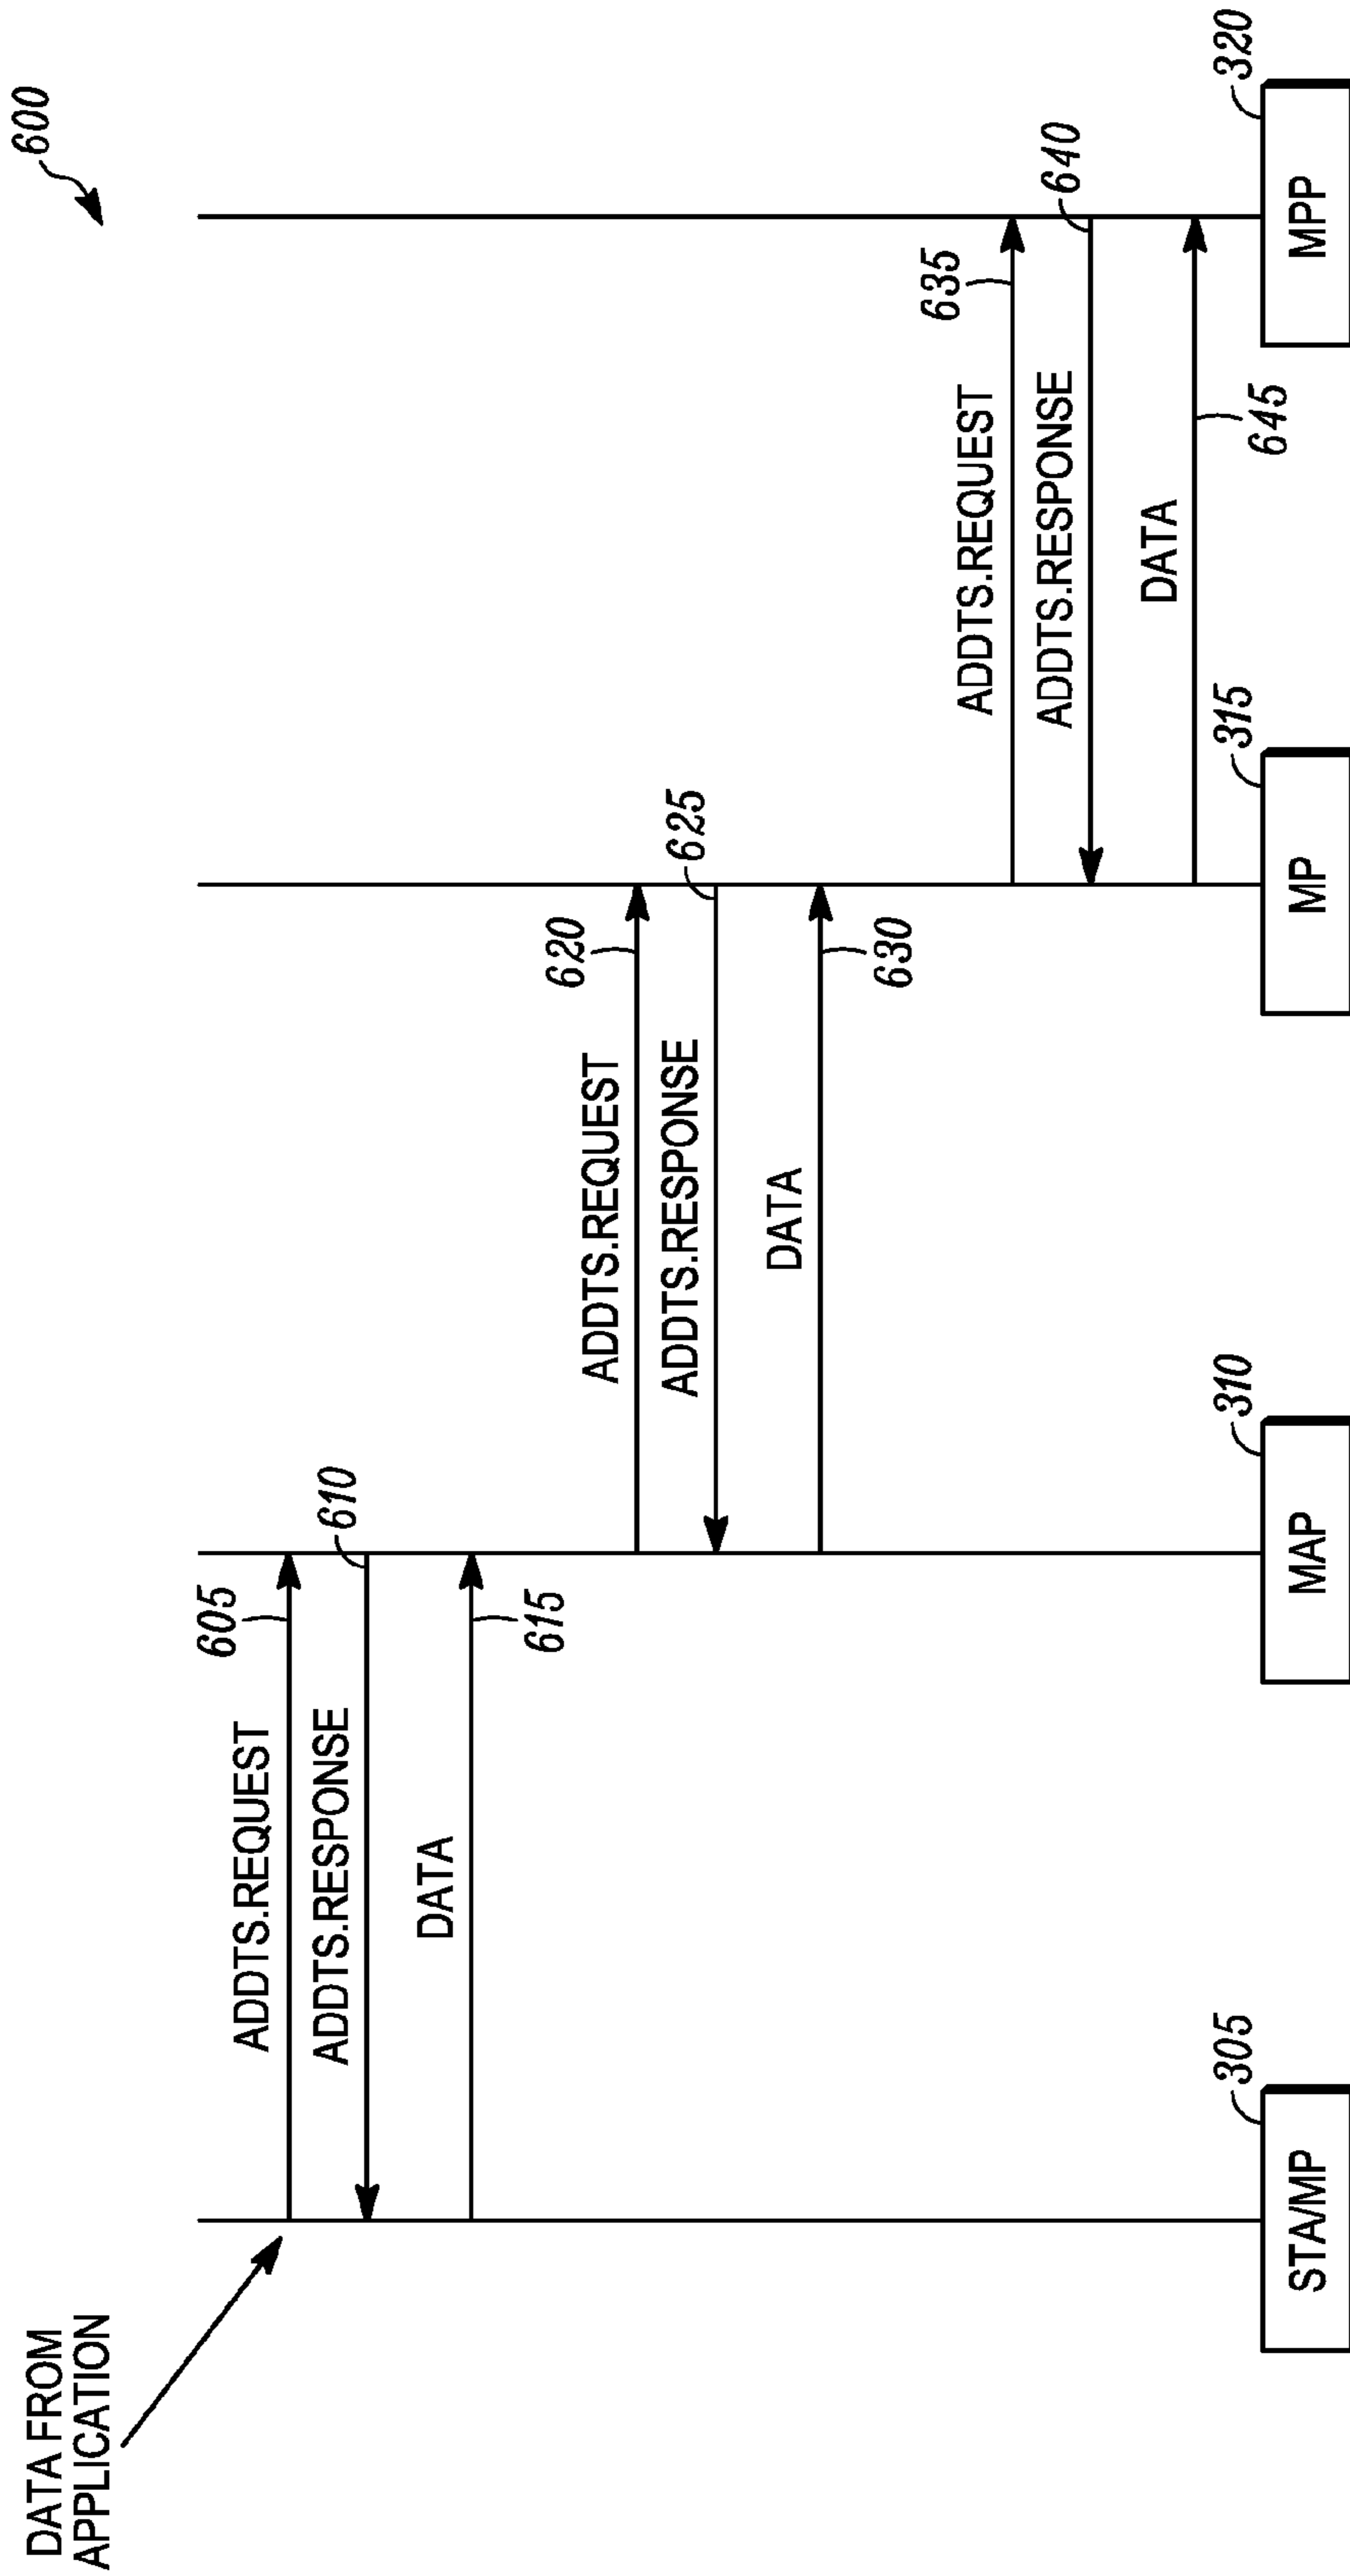 600
DATA FROM
APPLICATION
605
ADDTS.REQUEST
610
ADDTS.RESPONSE
DATA
615
620
ADDTS.REQUEST
625
ADDTS.RESPONSE
DATA
630
635
ADDTS.REQUEST
640
ADDTS.RESPONSE
DATA
645
305
STA/MP
310
MAP
315
MP
320
MPP